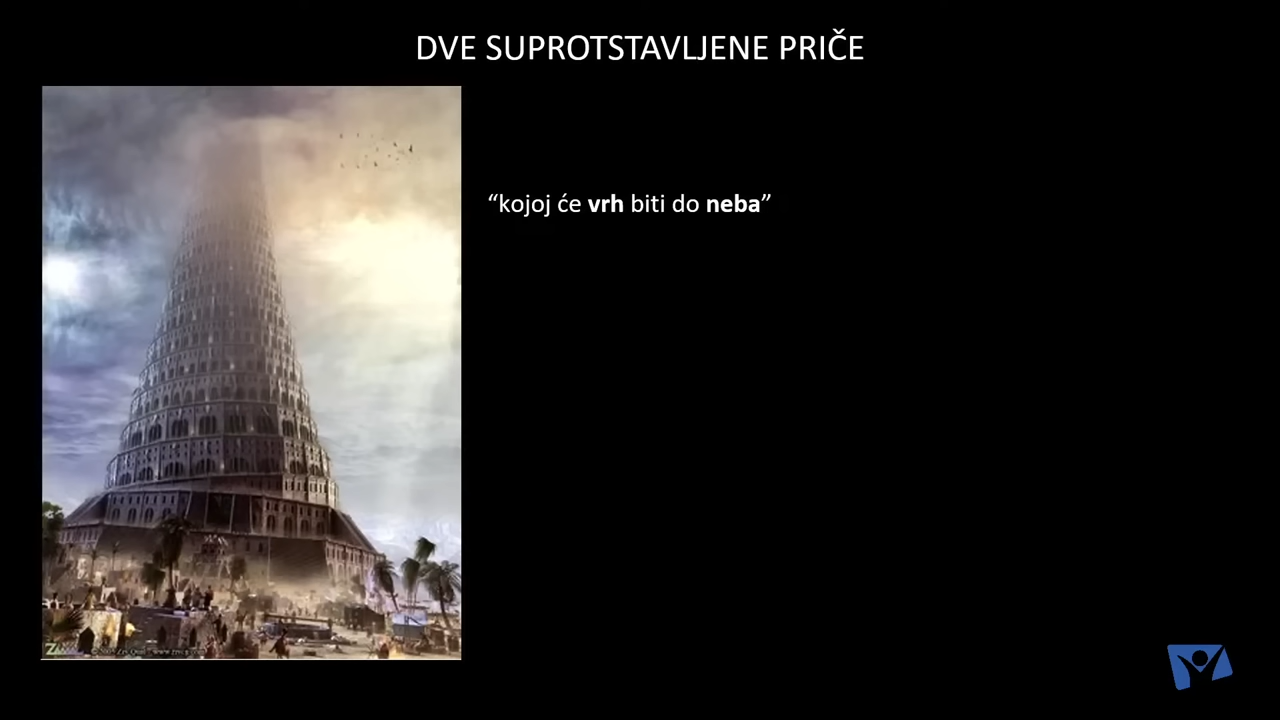 DVE SUPROTSTAVLJENE PRIČE
“kojoj će vrh biti do neba”